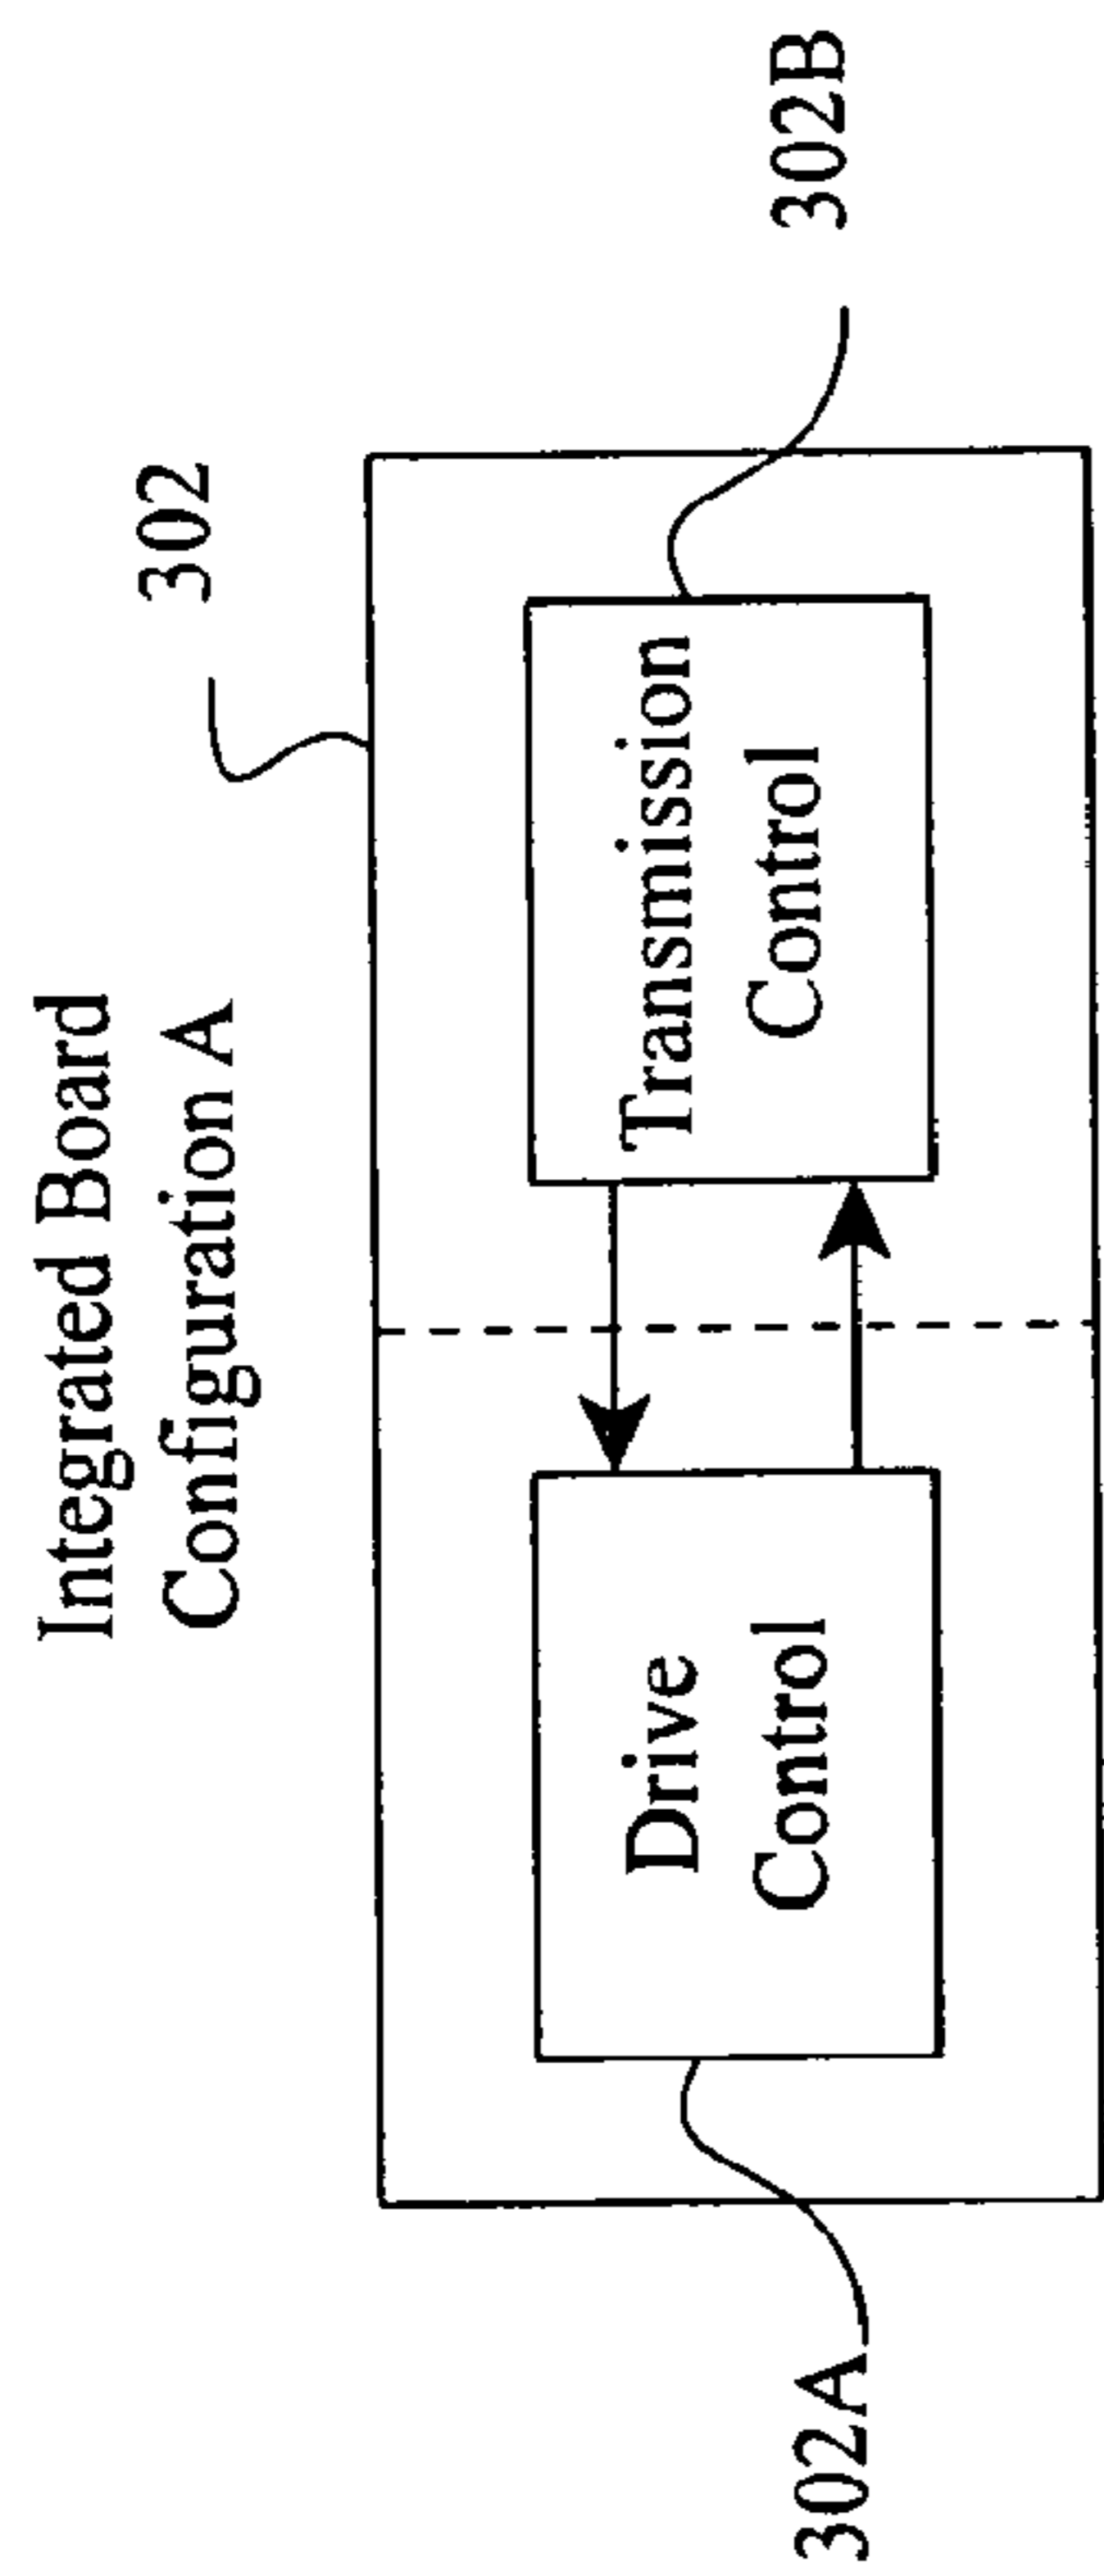 Integrated Board
Configuration A
302
Drive
Control
Transmission
Control
302A
302B